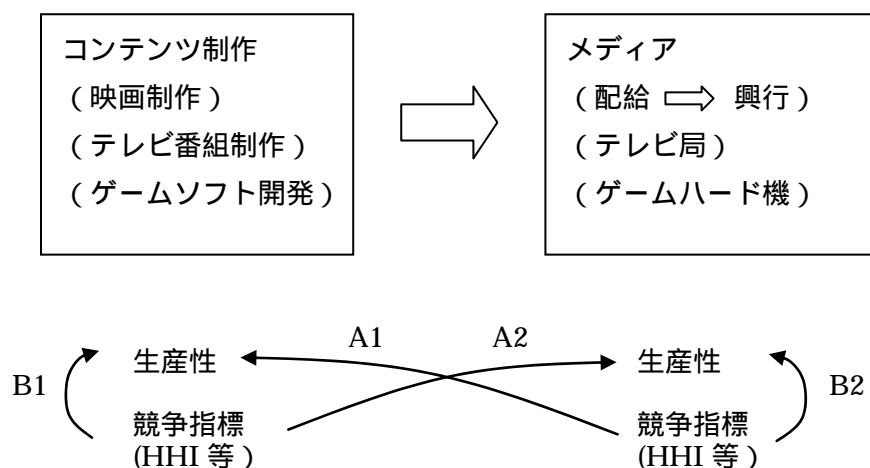 コンテンツ制作
(映画制作)
(テレビ番組制作)
(ゲームソフト開発)
メディア
(配給 ⇒ 興行)
(テレビ局)
(ゲームハード機)
A1
A2
B1
生産性
競争指標
(HHI 等)
生産性
競争指標
(HHI 等)
B2